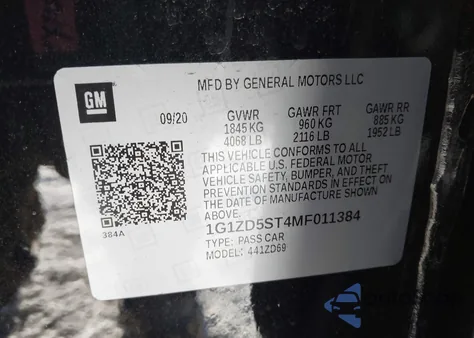 MFD BY GENERAL MOTORS LLC
GM
09/20 GVWR GAWR FRT GAWR RR
1845 KG 960 KG 885 KG
4068 LB 2116 LB 1952 LB
THIS VEHICLE CONFORMS TO ALL
APPLICABLE U.S. FEDERAL MOTOR
VEHICLE SAFETY, BUMPER, AND THEFT
PREVENTION STANDARDS IN EFFECT ON
THE DATE OF MANUFACTURE SHOWN ABOVE.
384A
1G1ZD5ST4MF011384
TYPE: PASS CAR
MODEL: 441ZD69